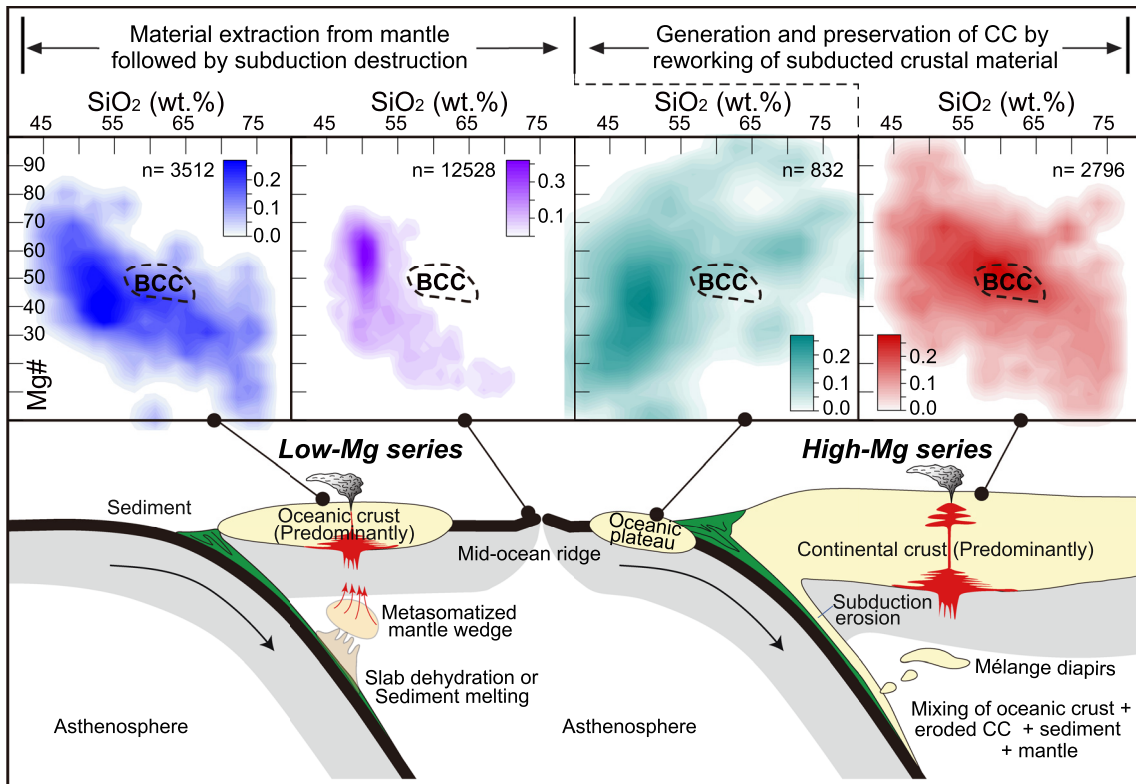 Material extraction from mantle
followed by subduction destruction
Generation and preservation of CC by
reworking of subducted crustal material
SiO₂ (wt.%)
SiO₂ (wt.%)
SiO₂ (wt.%)
SiO₂ (wt.%)
45 55 65 75
45 55 65 75
45 55 65 75
45 55 65 75
90
80
70
60
50
40
30
Mg#
n= 3512
0.2
0.1
0.0
BCC
n= 12528
0.3
0.1
BCC
n= 832
BCC
0.2
0.1
0.0
n= 2796
BCC
0.2
0.1
0.0
Low-Mg series
High-Mg series
Sediment
Oceanic crust
(Predominantly)
Mid-ocean ridge
Oceanic
plateau
Continental crust (Predominantly)
Metasomatized
mantle wedge
Subduction
erosion
Slab dehydration or
Sediment melting
Mélange diapirs
Mixing of oceanic crust +
eroded CC + sediment
+ mantle
Asthenosphere
Asthenosphere